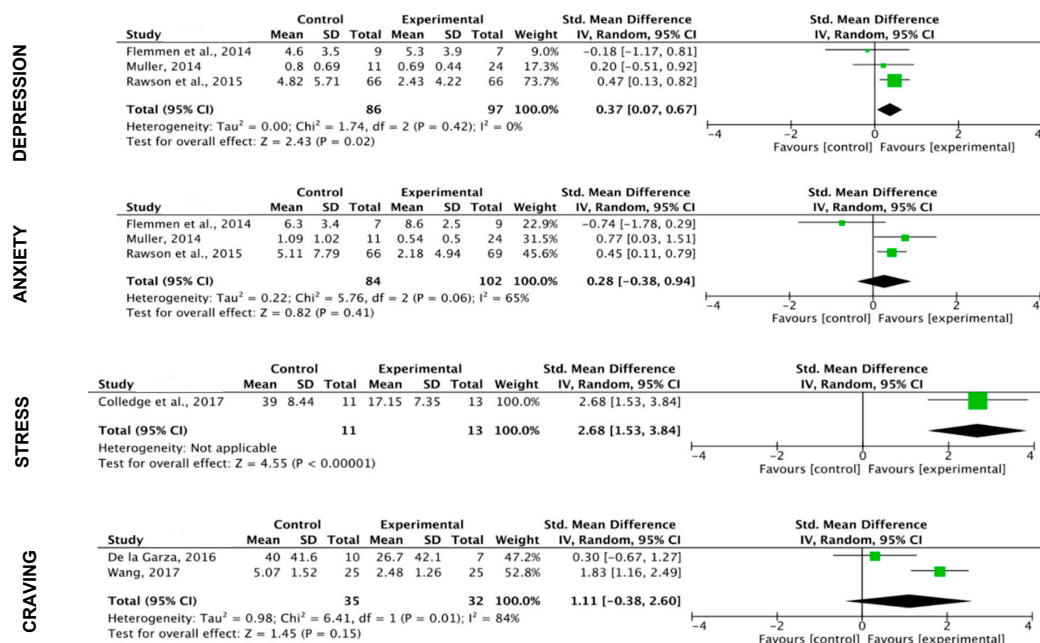 DEPRESSION
Control Experimental Std. Mean Difference Std. Mean Difference
Study Mean SD Total Mean SD Total Weight IV, Random, 95% CI IV, Random, 95% CI
Flemmen et al., 2014 4.6 3.5 9 5.3 3.9 7 9.0% -0.18 [-1.17, 0.81]
Muller, 2014 0.8 0.69 11 0.69 0.44 24 17.3% 0.20 [-0.51, 0.92]
Rawson et al., 2015 4.82 5.71 66 2.43 4.22 66 73.7% 0.47 [0.13, 0.82]
Total (95% CI) 86 97 100.0% 0.37 [0.07, 0.67]
Heterogeneity: Tau² = 0.00; Chi² = 1.74, df = 2 (P = 0.42); I² = 0%
Test for overall effect: Z = 2.43 (P = 0.02)
-4 -2 0 2 4
Favours [control] Favours [experimental]
ANXIETY
Control Experimental Std. Mean Difference Std. Mean Difference
Study Mean SD Total Mean SD Total Weight IV, Random, 95% CI IV, Random, 95% CI
Flemmen et al., 2014 6.3 3.4 7 8.6 2.5 9 22.9% -0.74 [-1.78, 0.29]
Muller, 2014 1.09 1.02 11 0.54 0.5 24 31.5% 0.77 [0.03, 1.51]
Rawson et al., 2015 5.11 7.79 66 2.18 4.94 69 45.6% 0.45 [0.11, 0.79]
Total (95% CI) 84 102 100.0% 0.28 [-0.38, 0.94]
Heterogeneity: Tau² = 0.22; Chi² = 5.76, df = 2 (P = 0.06); I² = 65%
Test for overall effect: Z = 0.82 (P = 0.41)
-4 -2 0 2 4
Favours [control] Favours [experimental]
STRESS
Control Experimental Std. Mean Difference Std. Mean Difference
Study Mean SD Total Mean SD Total Weight IV, Random, 95% CI IV, Random, 95% CI
Colledge et al., 2017 39 8.44 11 17.15 7.35 13 100.0% 2.68 [1.53, 3.84]
Total (95% CI) 11 13 100.0% 2.68 [1.53, 3.84]
Heterogeneity: Not applicable
Test for overall effect: Z = 4.55 (P < 0.00001)
-4 -2 0 2 4
Favours [control] Favours [experimental]
CRAVING
Control Experimental Std. Mean Difference Std. Mean Difference
Study Mean SD Total Mean SD Total Weight IV, Random, 95% CI IV, Random, 95% CI
De la Garza, 2016 40 41.6 10 26.7 42.1 7 47.2% 0.30 [-0.67, 1.27]
Wang, 2017 5.07 1.52 25 2.48 1.26 25 52.8% 1.83 [1.16, 2.49]
Total (95% CI) 35 32 100.0% 1.11 [-0.38, 2.60]
Heterogeneity: Tau² = 0.98; Chi² = 6.41, df = 1 (P = 0.01); I² = 84%
Test for overall effect: Z = 1.45 (P = 0.15)
-4 -2 0 2 4
Favours [control] Favours [experimental]